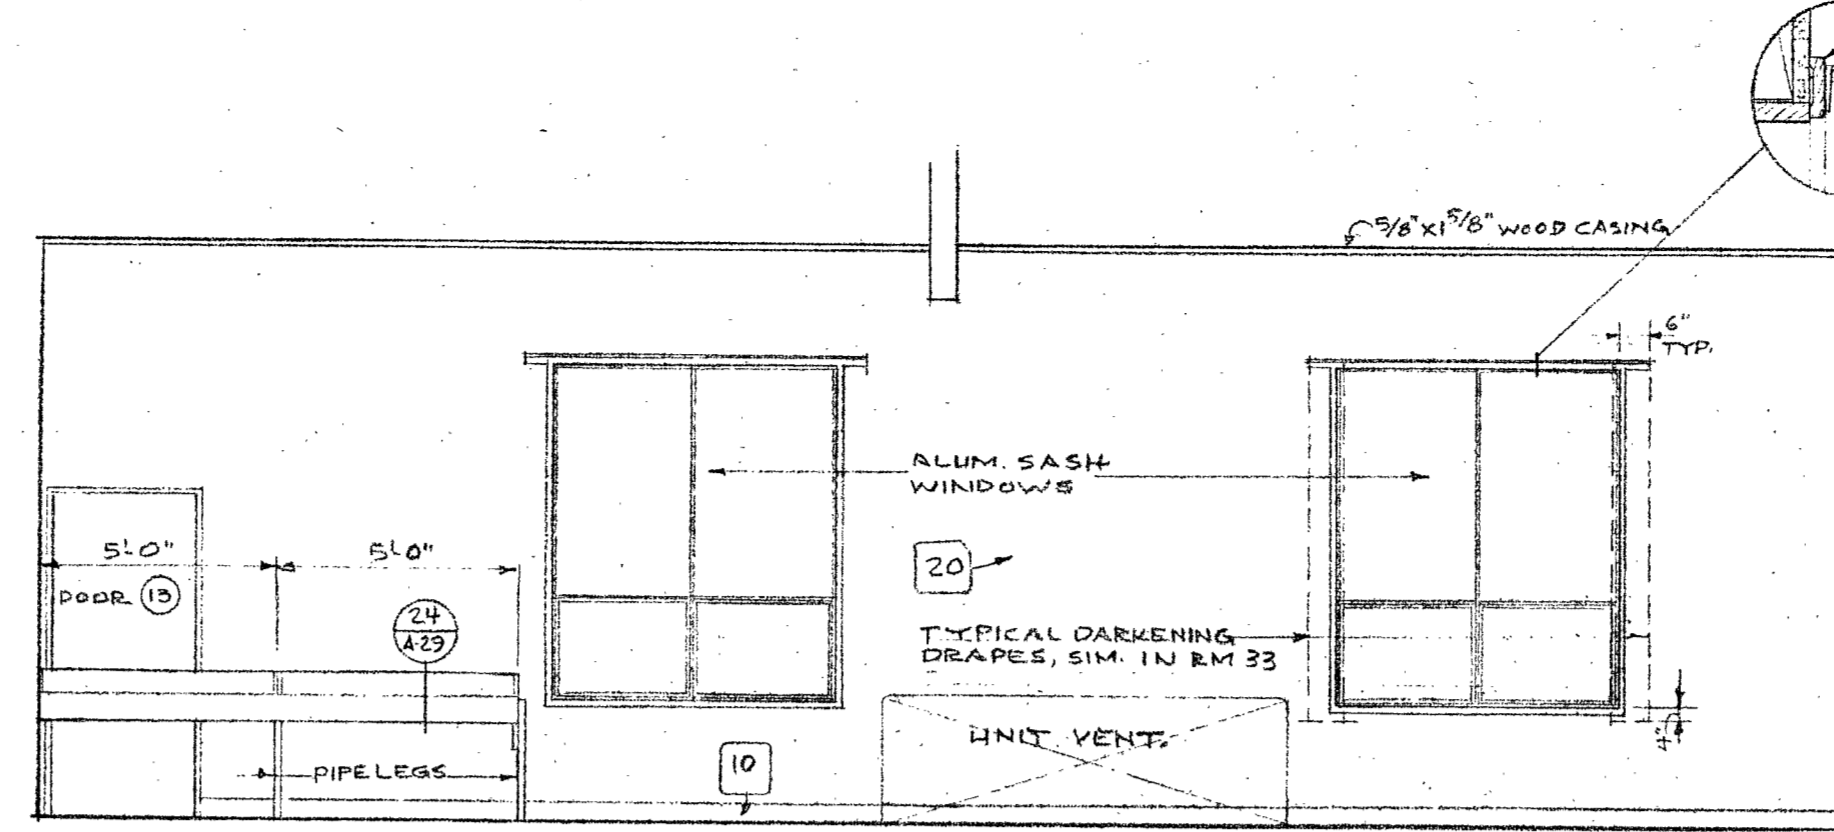 5/8" X 1 5/8" WOOD CASING
6"
TYP.
ALUM. SASH
WINDOWS
5'-0"
5'-0"
DOOR 13
24
A-29
20
TYPICAL DARKENING
DRAPES, SIM. IN RM 33
UNIT VENT.
4"
PIPE LEGS
10